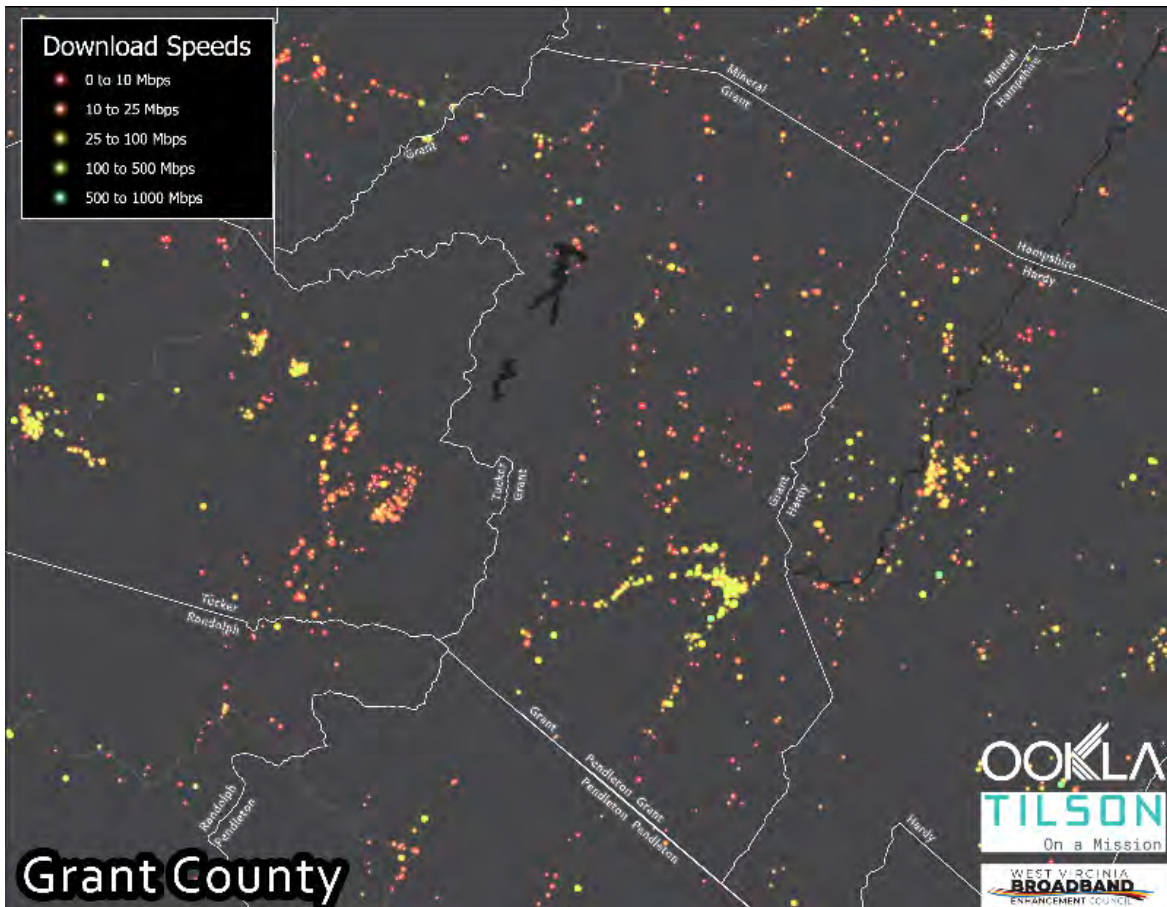 Download Speeds
0 to 10 Mbps
10 to 25 Mbps
25 to 100 Mbps
100 to 500 Mbps
500 to 1000 Mbps
Mineral
Grant
Mineral
Hampshire
Grant
Hampshire
Hardy
Tucker
Grant
Grant
Hardy
Tucker
Randolph
Grant
Pendleton Grant
Pendleton Pendleton
Randolph
Pendleton
Hardy
Grant County
OOKLA
TILSON
On a Mission
WEST VIRGINIA
BROADBAND
ENHANCEMENT COUNCIL